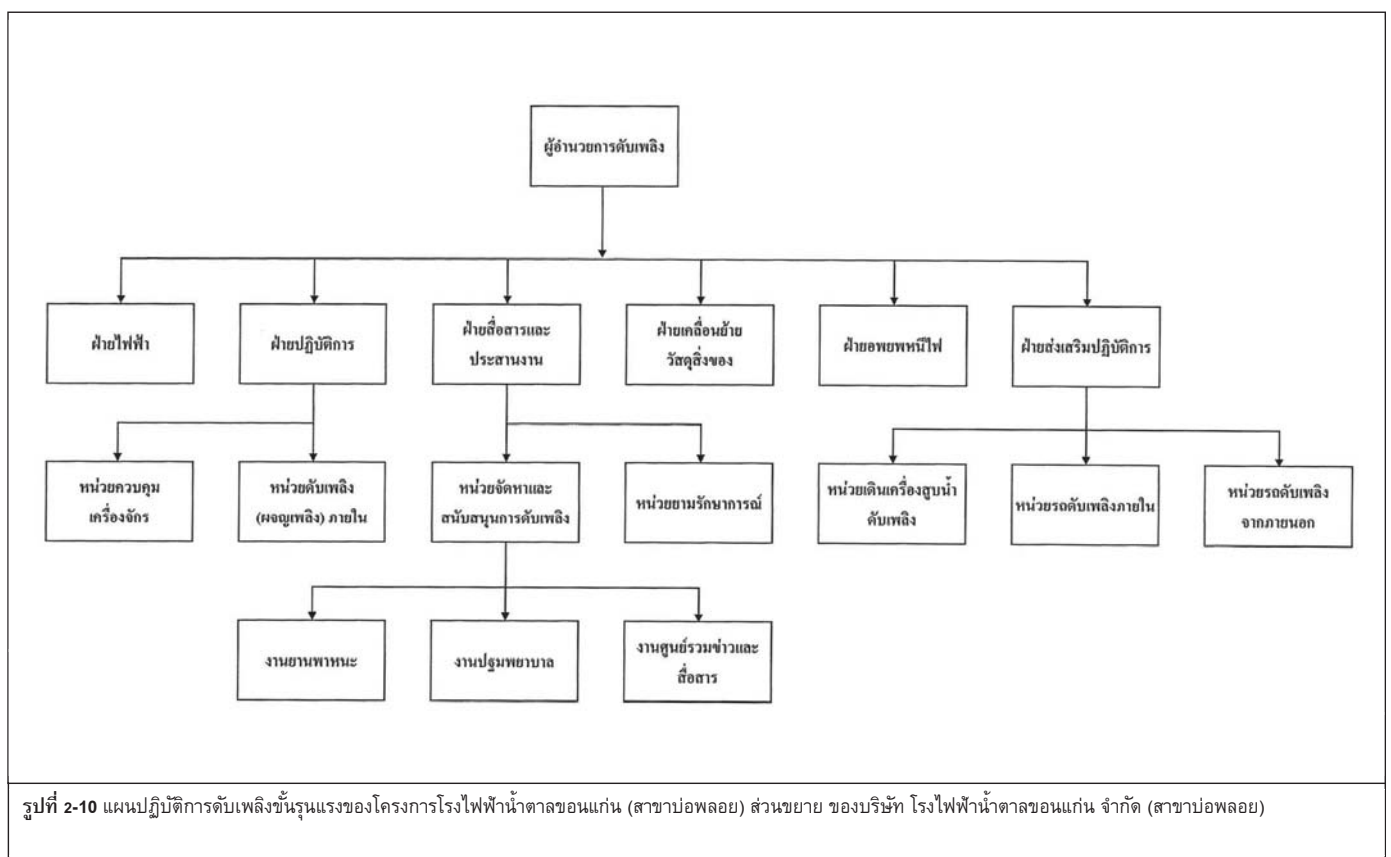 ผู้อำนวยการดับเพลิง
ฝ่ายไฟฟ้า
ฝ่ายปฏิบัติการ
ฝ่ายสื่อสารและ
ประสานงาน
ฝ่ายเคลื่อนย้าย
วัสดุสิ่งของ
ฝ่ายอพยพหนีไฟ
ฝ่ายส่งเสริมปฏิบัติการ
หน่วยควบคุม
เครื่องจักร
หน่วยดับเพลิง
(ผจญเพลิง) ภายใน
หน่วยจัดหาและ
สนับสนุนการดับเพลิง
หน่วยยามรักษาการณ์
หน่วยเดินเครื่องสูบน้ำ
ดับเพลิง
หน่วยรถดับเพลิงภายใน
หน่วยรถดับเพลิง
จากภายนอก
งานยานพาหนะ
งานปฐมพยาบาล
งานศูนย์รวมข่าวและ
สื่อสาร
รูปที่ 2-10 แผนปฏิบัติการดับเพลิงขั้นรุนแรงของโครงการโรงไฟฟ้าน้ำตาลขอนแก่น (สาขาบ่อพลอย) ส่วนขยาย ของบริษัท โรงไฟฟ้าน้ำตาลขอนแก่น จำกัด (สาขาบ่อพลอย)